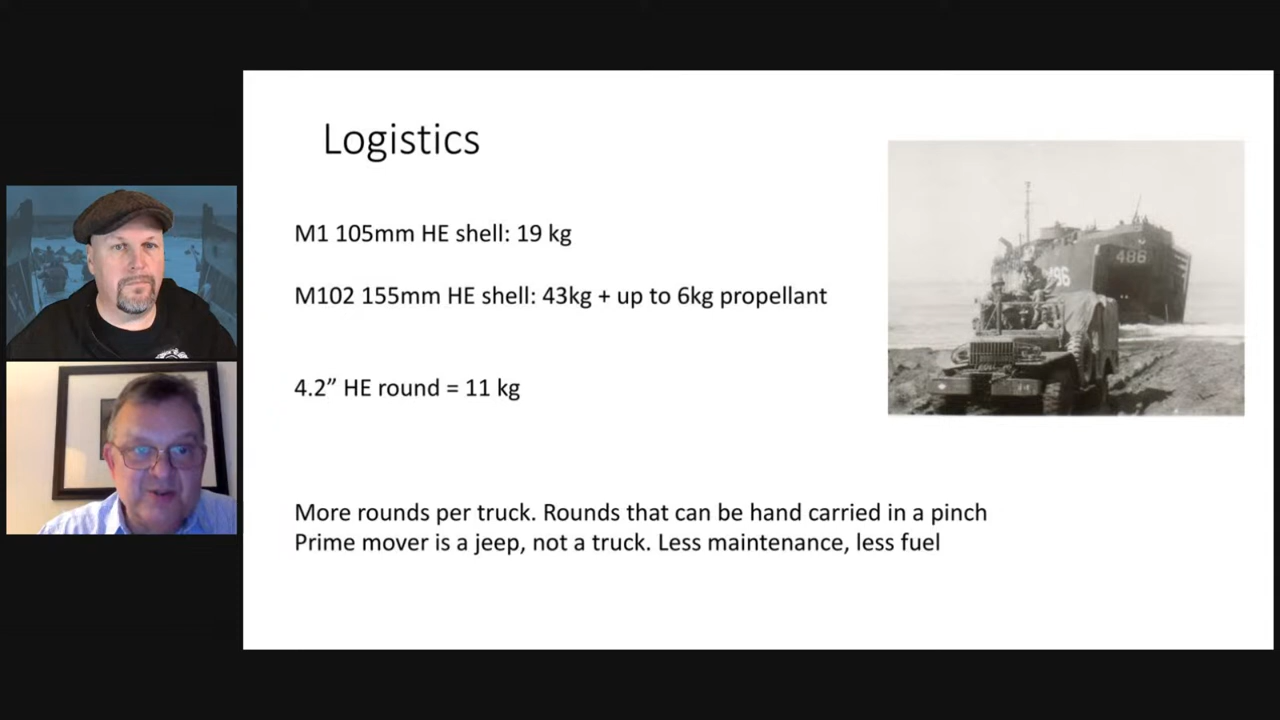 Logistics
M1 105mm HE shell: 19 kg
M102 155mm HE shell: 43kg + up to 6kg propellant
4.2” HE round = 11 kg
486
More rounds per truck. Rounds that can be hand carried in a pinch
Prime mover is a jeep, not a truck. Less maintenance, less fuel